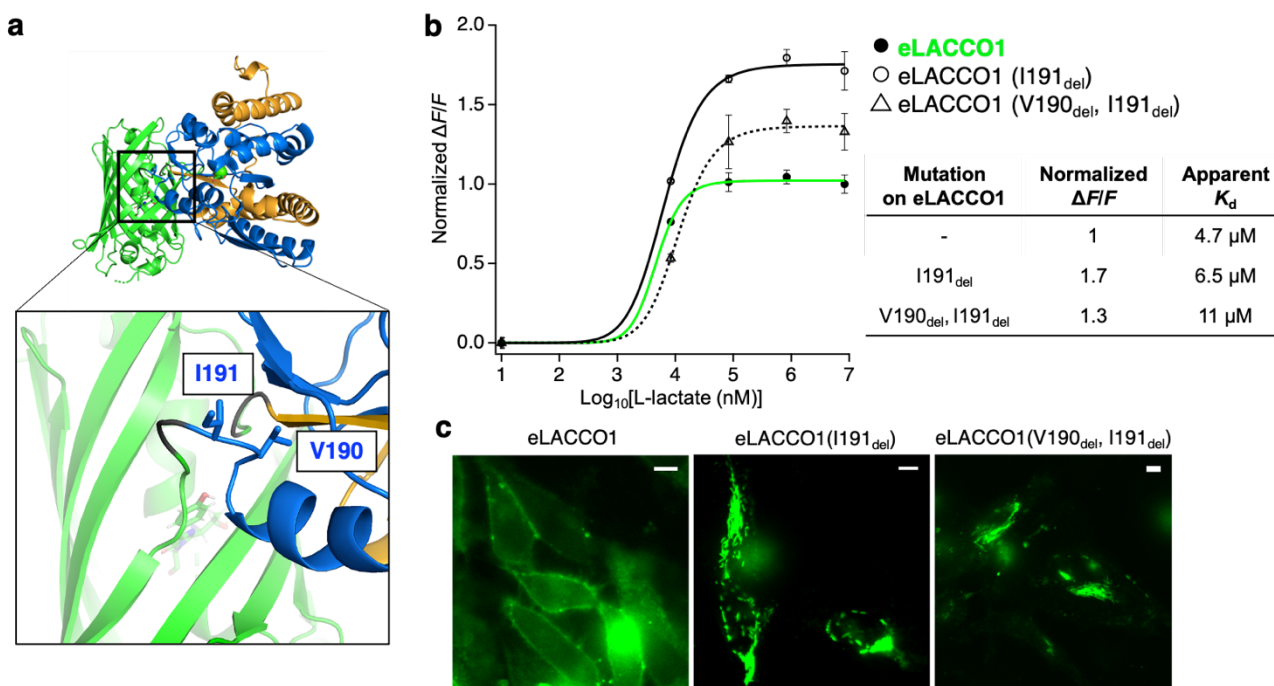 a
I191
V190
b
Normalized ΔF/F
2.0
1.5
1.0
0.5
0.0
1 2 3 4 5 6 7
Log₁₀[L-lactate (nM)]
eLACCO1
eLACCO1 (I191del)
eLACCO1 (V190del, I191del)
Mutation on eLACCO1 Normalized ΔF/F Apparent Kd
- 1 4.7 µM
I191del 1.7 6.5 µM
V190del, I191del 1.3 11 µM
c
eLACCO1 eLACCO1(I191del) eLACCO1(V190del, I191del)